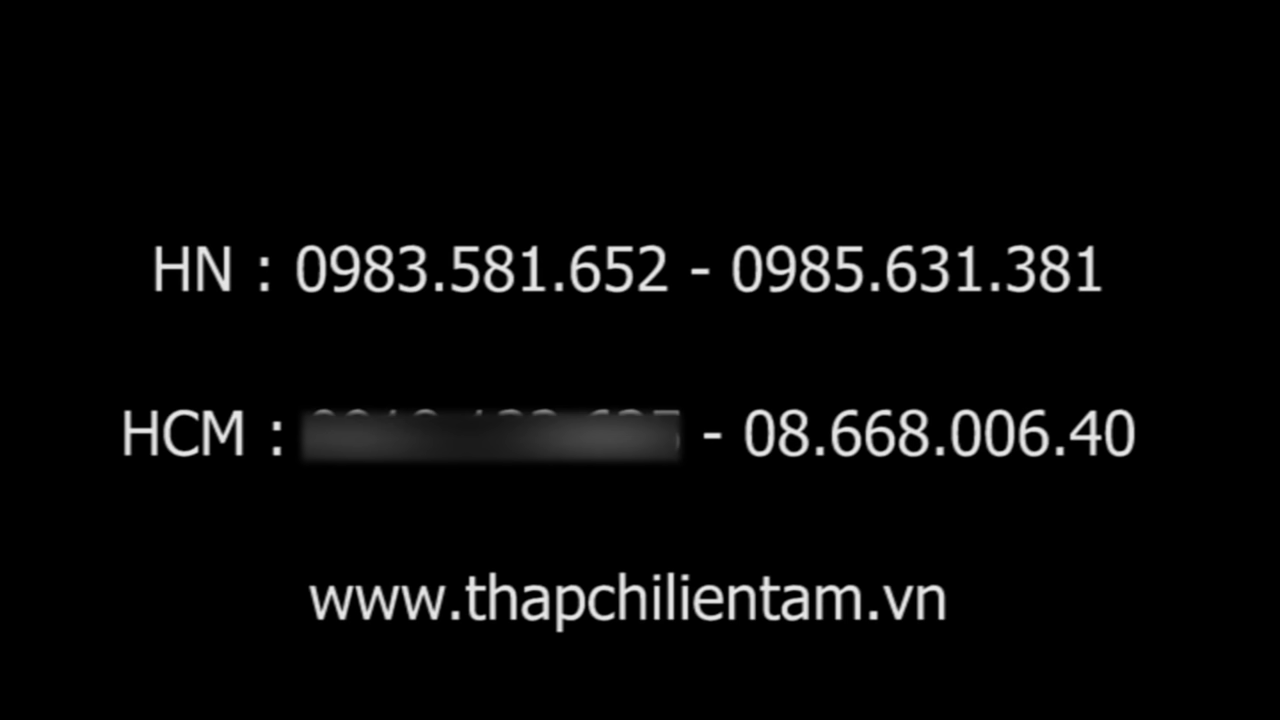 HN : 0983.581.652 - 0985.631.381
HCM : - 08.668.006.40
www.thapchilientam.vn